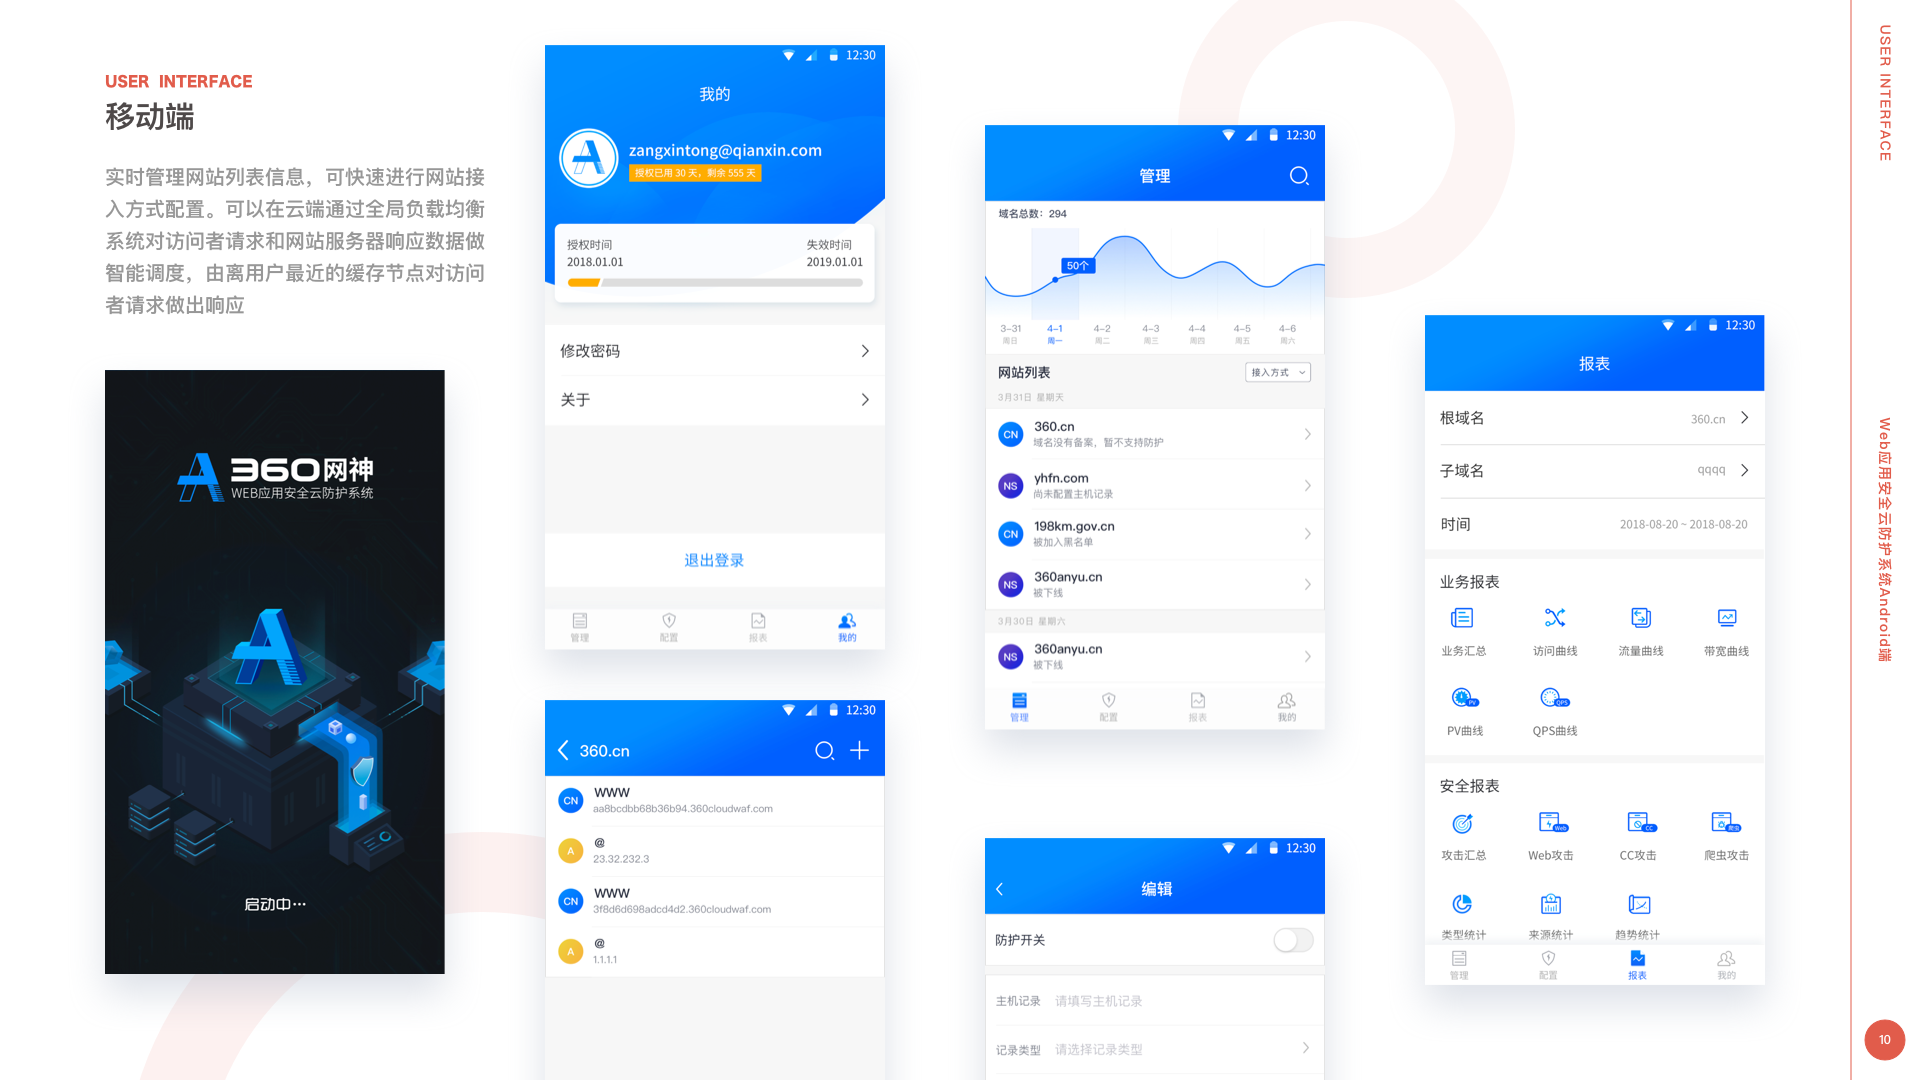 USER INTERFACE
移动端
实时管理网站列表信息，可快速进行网站接
入方式配置。可以在云端通过全局负载均衡
系统对访问者请求和网站服务器响应数据做
智能调度，由离用户最近的缓存节点对访问
者请求做出响应
360网神
WEB应用安全云防护系统
启动中…
12:30
我的
zangxintong@qianxin.com
授权已用 30 天，剩余 555 天
授权时间
失效时间
2018.01.01
2019.01.01
修改密码
关于
退出登录
管理
配置
报表
我的
12:30
360.cn
CN
WWW
aa8bcdbb68b36b94.360cloudwaf.com
A
@
23.32.232.3
CN
WWW
3f8d6d698adcd4d2.360cloudwaf.com
A
@
1.1.1.1
12:30
管理
域名总数：294
50个
3-31
4-1
4-2
4-3
4-4
4-5
4-6
周日
周一
周二
周三
周四
周五
周六
网站列表
接入方式
3月31日 星期天
CN
360.cn
域名没有备案，暂不支持防护
NS
yhfn.com
尚未配置主机记录
CN
198km.gov.cn
被加入黑名单
NS
360anyu.cn
被下线
3月30日 星期六
NS
360anyu.cn
被下线
管理
配置
报表
我的
12:30
编辑
防护开关
主机记录
请填写主机记录
记录类型
请选择记录类型
12:30
报表
根域名
360.cn
子域名
qqqq
时间
2018-08-20 ~ 2018-08-20
业务报表
业务汇总
访问曲线
流量曲线
带宽曲线
PV
QPS
PV曲线
QPS曲线
安全报表
Web
CC
爬虫
攻击汇总
Web攻击
CC攻击
爬虫攻击
类型统计
来源统计
趋势统计
管理
配置
报表
我的
USER INTERFACE
Web应用安全云防护系统Android端
10